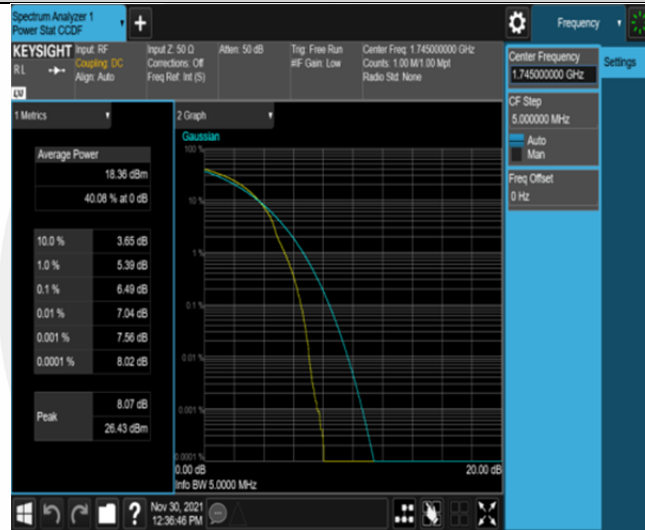 Spectrum Analyzer 1
Power Stat CCDF
+
Frequency
KEYSIGHT
RL
Input: RF
Coupling: DC
Align: Auto
Input Z: 50 Ω
Corrections: Off
Freq Ref: Int (S)
Atten: 50 dB
Trig: Free Run
#IF Gain: Low
Center Freq: 1.745000000 GHz
Counts: 1.00 M/1.00 Mpt
Radio Std: None
Center Frequency
1.745000000 GHz
Settings
CF Step
5.000000 MHz
Auto
Man
Freq Offset
0 Hz
1 Metrics
Average Power
18.36 dBm
40.08 % at 0 dB
10.0 % 3.65 dB
1.0 % 5.39 dB
0.1 % 6.49 dB
0.01 % 7.04 dB
0.001 % 7.56 dB
0.0001 % 8.02 dB
Peak
8.07 dB
26.43 dBm
2 Graph
Gaussian
100 %
10 %
1 %
0.1 %
0.01 %
0.001 %
0.0001 %
0.00 dB 20.00 dB
Info BW 5.0000 MHz
?
Nov 30, 2021
12:36:46 PM